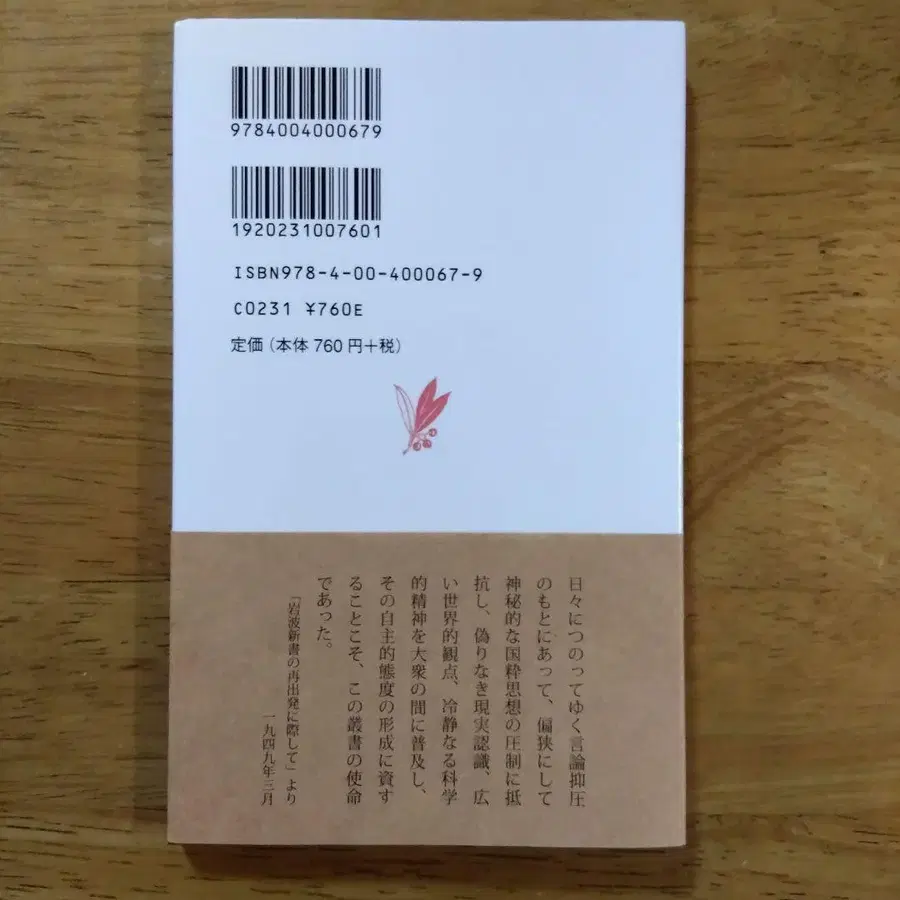 9784004000679
1920231007601
ISBN978-4-00-400067-9
C0231 ¥760E
定価（本体 760 円＋税）
日々につのってゆく言論抑圧
のもとにあって、偏狭にして
神秘的な国粋思想の圧制に抵
抗し、偽りなき現実認識、広
い世界的観点、冷静なる科学
的精神を大衆の間に普及し、
その自主的態度の形成に資す
ることこそ、この叢書の使命
であった。
「岩波新書の再出発に際して」より
一九四九年三月